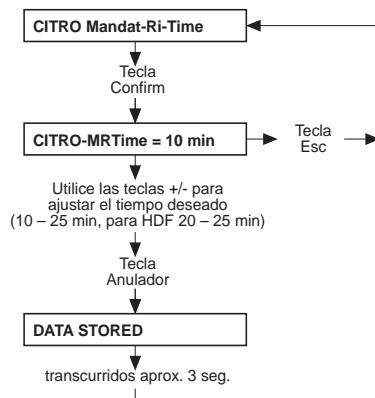 CITRO Mandat-Ri-Time
Tecla
Confirm
CITRO-MRTime = 10 min
Tecla
Esc
Utilice las teclas +/- para
ajustar el tiempo deseado
(10 – 25 min, para HDF 20 – 25 min)
Tecla
Anulador
DATA STORED
transcurridos aprox. 3 seg.